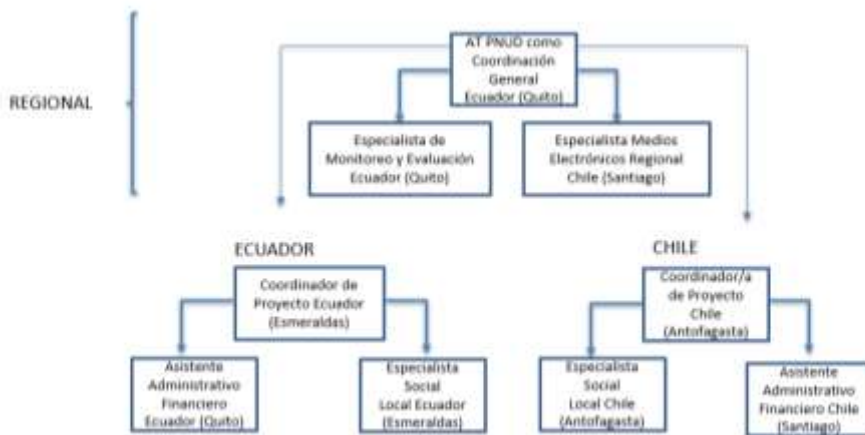 AT PNUD como
Coordinación
General
Ecuador (Quito)
REGIONAL
Especialista de
Monitoreo y Evaluación
Ecuador (Quito)
Especialista Medios
Electrónicos Regional
Chile (Santiago)
ECUADOR
Coordinador de
Proyecto Ecuador
(Esmeraldas)
Asistente
Administrativo
Financiero
Ecuador (Quito)
Especialista
Social
Local Ecuador
(Esmeraldas)
CHILE
Coordinador/a
de Proyecto
Chile
(Antofagasta)
Especialista
Social
Local Chile
(Antofagasta)
Asistente
Administrativo
Financiero Chile
(Santiago)